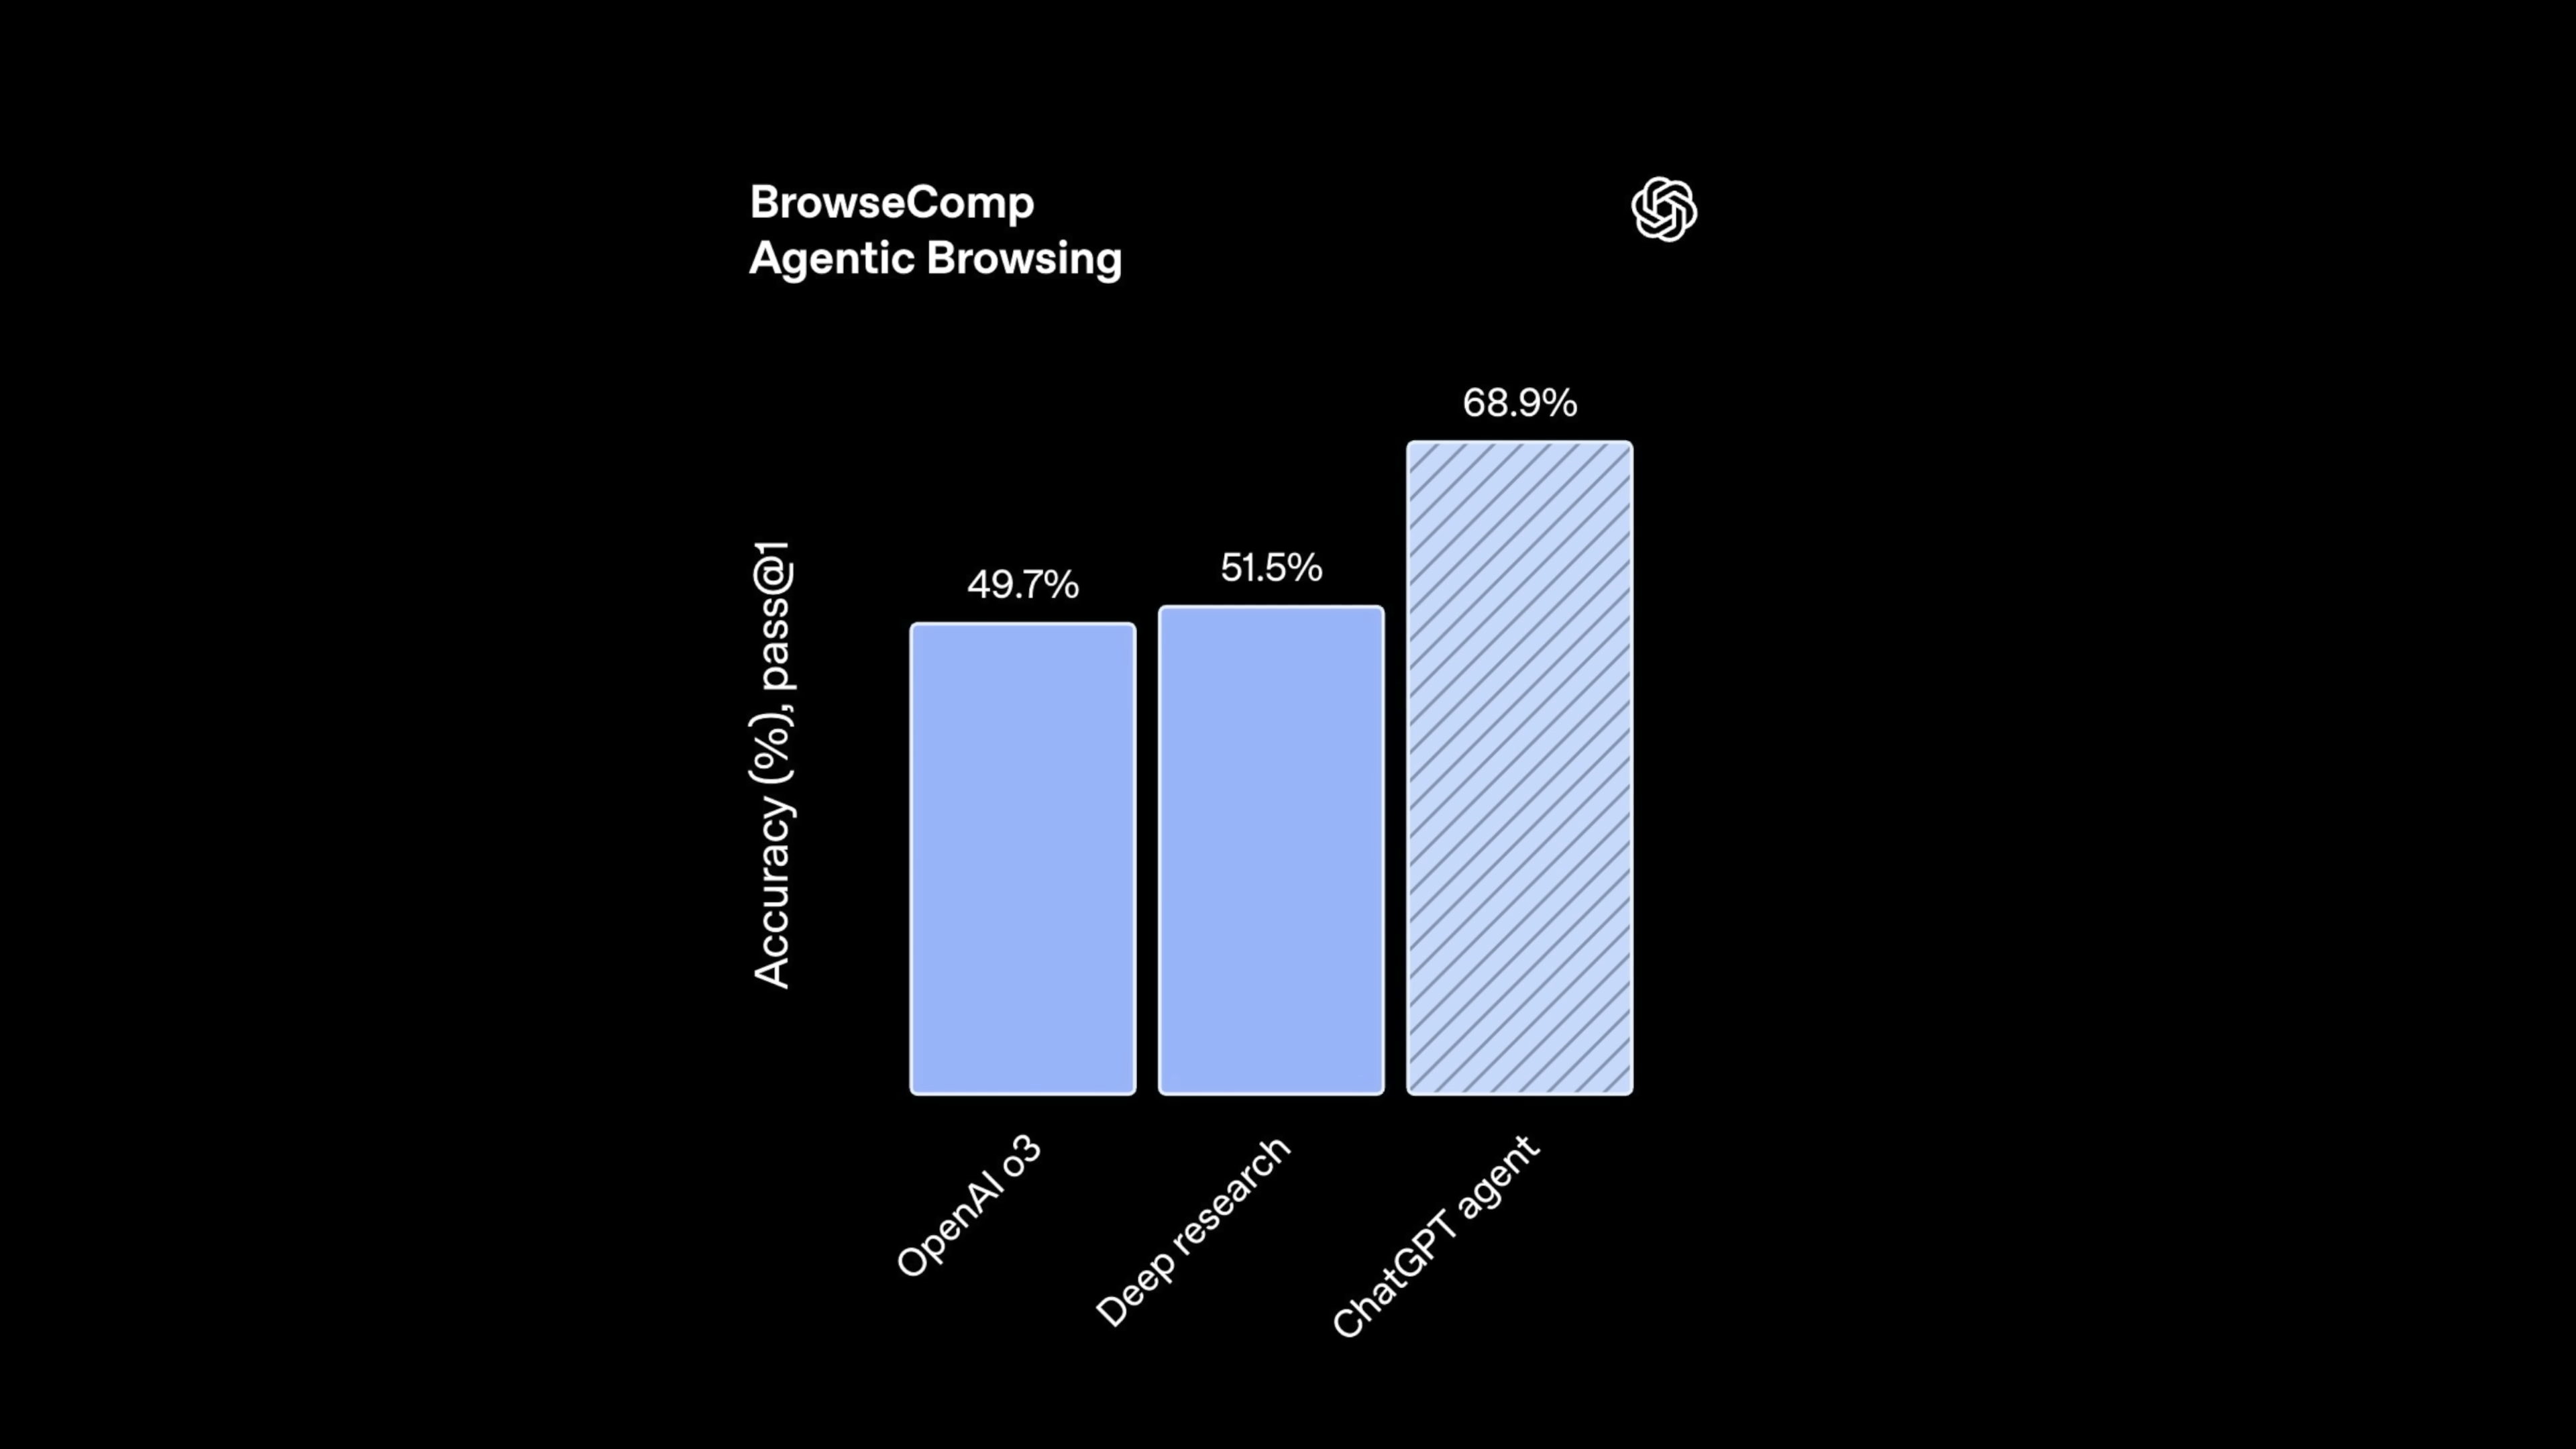 BrowseComp
Agentic Browsing
Accuracy (%), pass@1
49.7%
51.5%
68.9%
OpenAI o3
Deep research
ChatGPT agent